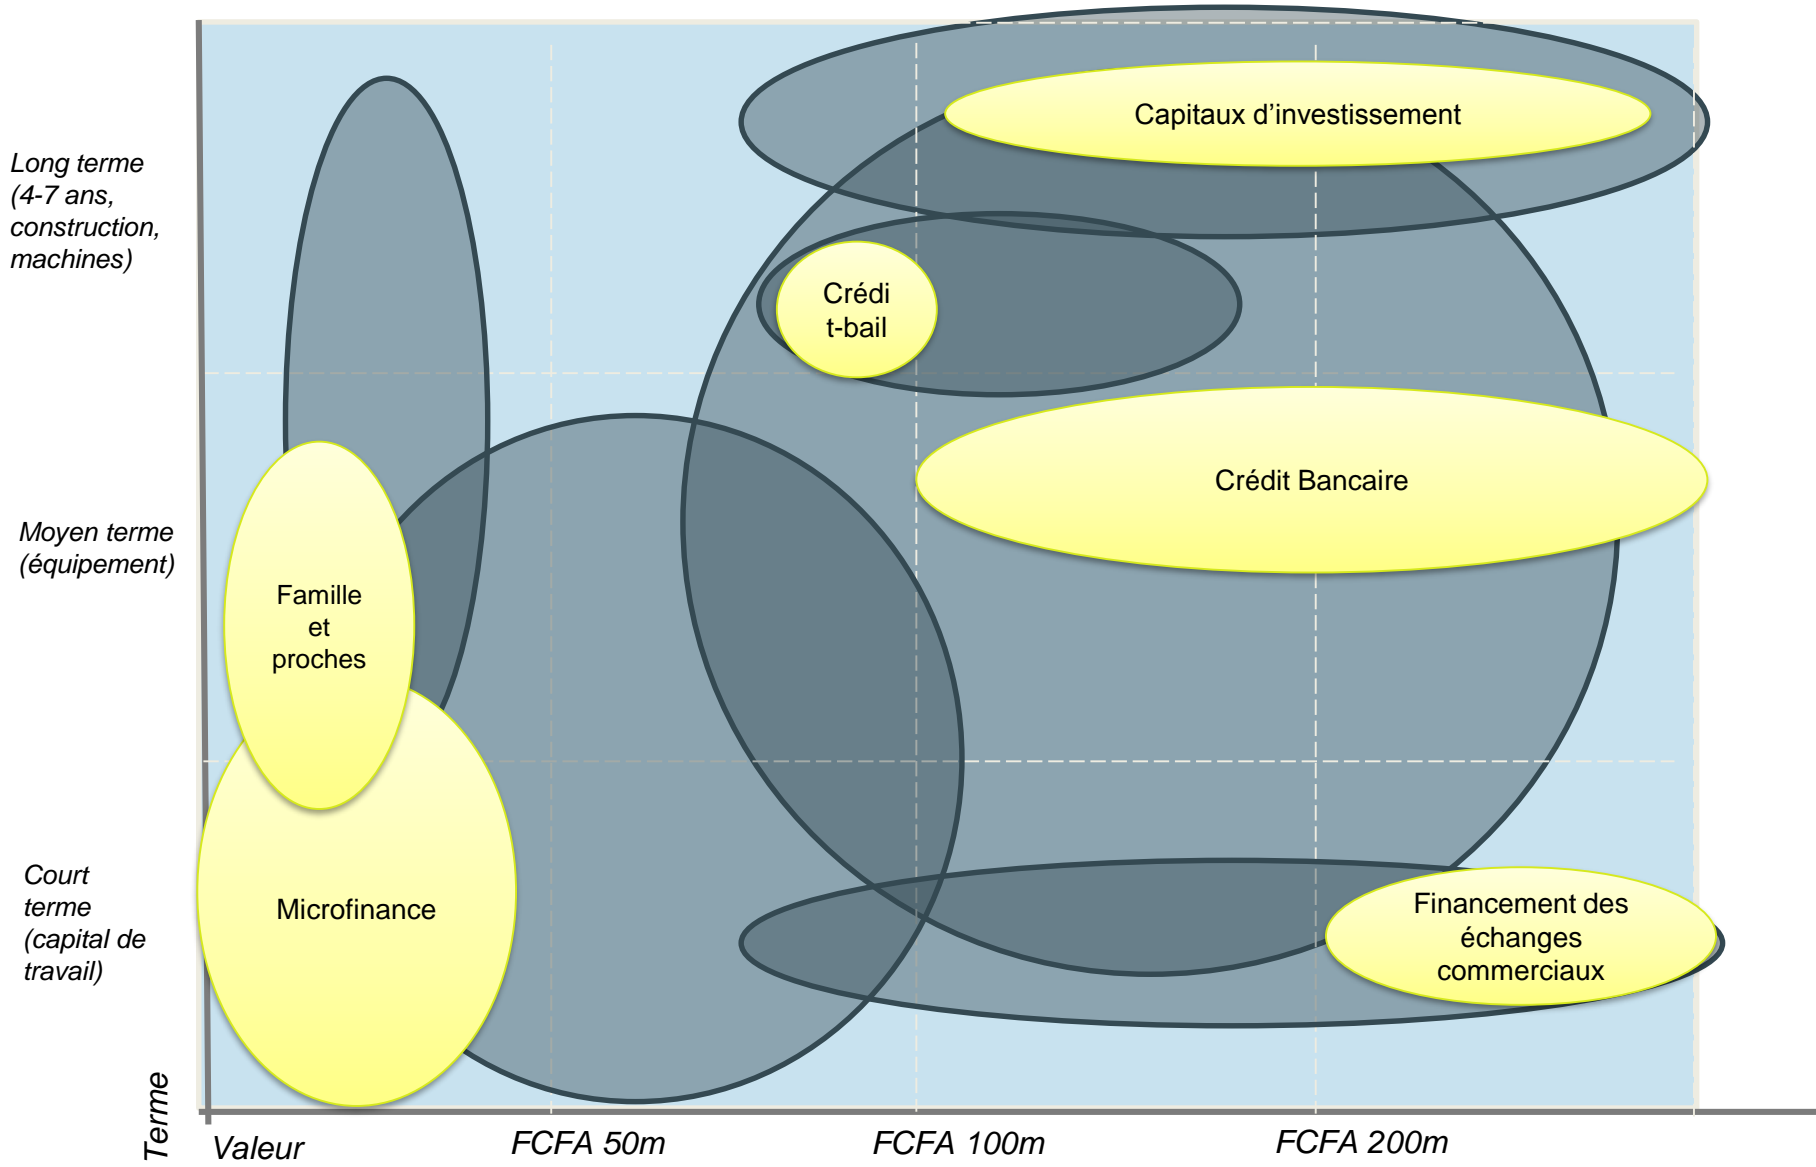 Capitaux d’investissement
Long terme
(4-7 ans,
construction,
machines)
Crédi
t-bail
Crédit Bancaire
Moyen terme
(équipement)
Famille
et
proches
Court
terme
(capital de
travail)
Microfinance
Financement des
échanges
commerciaux
Terme
Valeur
FCFA 50m
FCFA 100m
FCFA 200m